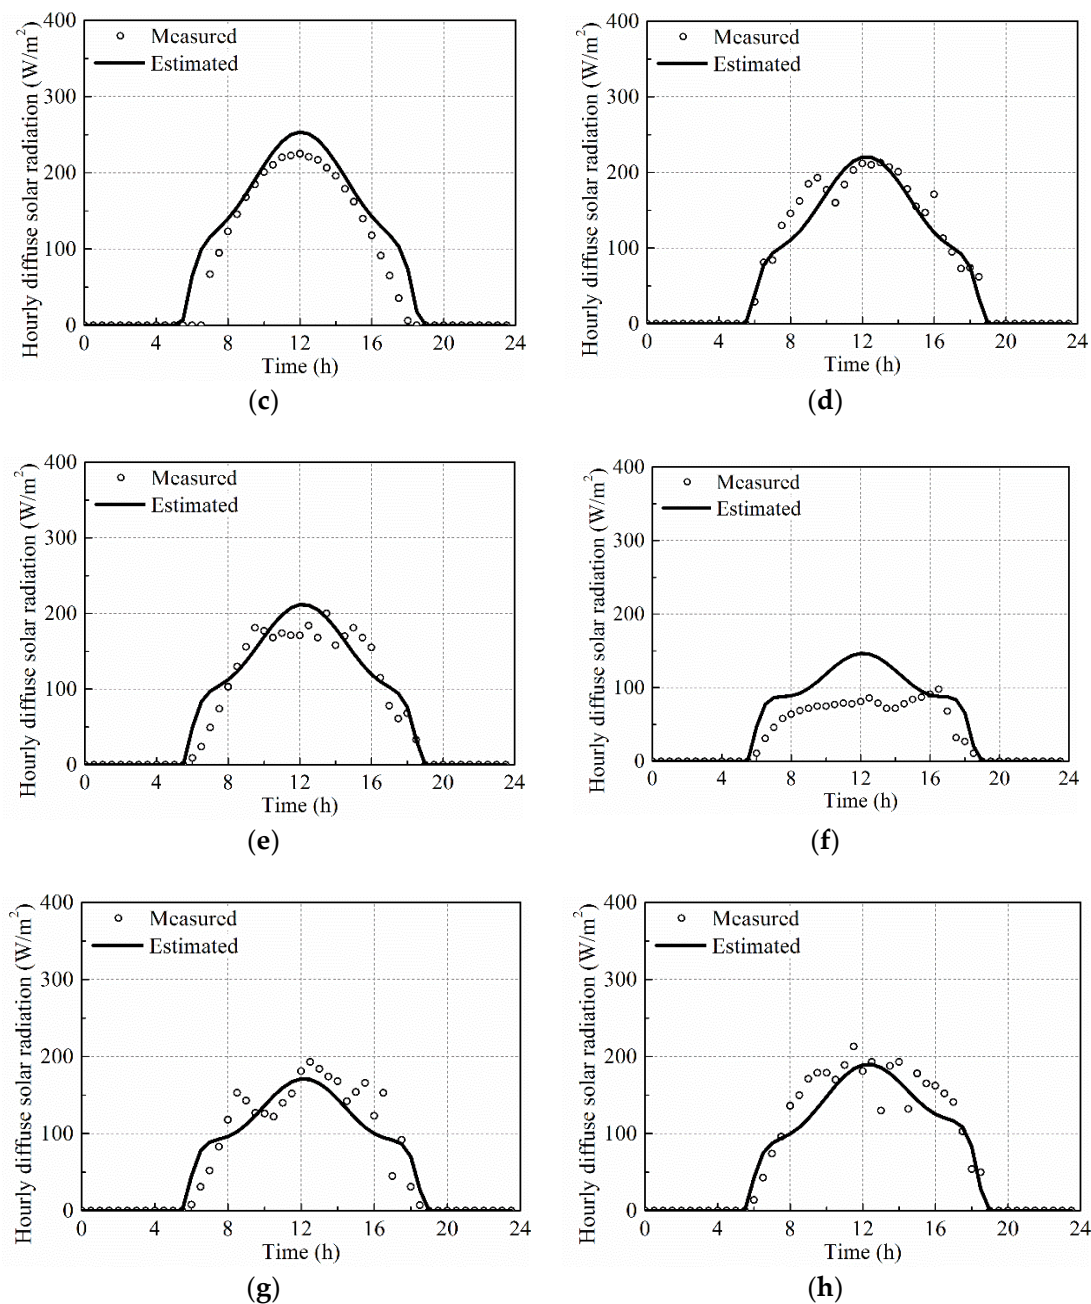 Hourly diffuse solar radiation (W/m²)
400
300
200
100
0
Measured
Estimated
0 4 8 12 16 20 24
Time (h)
(c)
Hourly diffuse solar radiation (W/m²)
400
300
200
100
0
Measured
Estimated
0 4 8 12 16 20 24
Time (h)
(d)
Hourly diffuse solar radiation (W/m²)
400
300
200
100
0
Measured
Estimated
0 4 8 12 16 20 24
Time (h)
(e)
Hourly diffuse solar radiation (W/m²)
400
300
200
100
0
Measured
Estimated
0 4 8 12 16 20 24
Time (h)
(f)
Hourly diffuse solar radiation (W/m²)
400
300
200
100
0
Measured
Estimated
0 4 8 12 16 20 24
Time (h)
(g)
Hourly diffuse solar radiation (W/m²)
400
300
200
100
0
Measured
Estimated
0 4 8 12 16 20 24
Time (h)
(h)